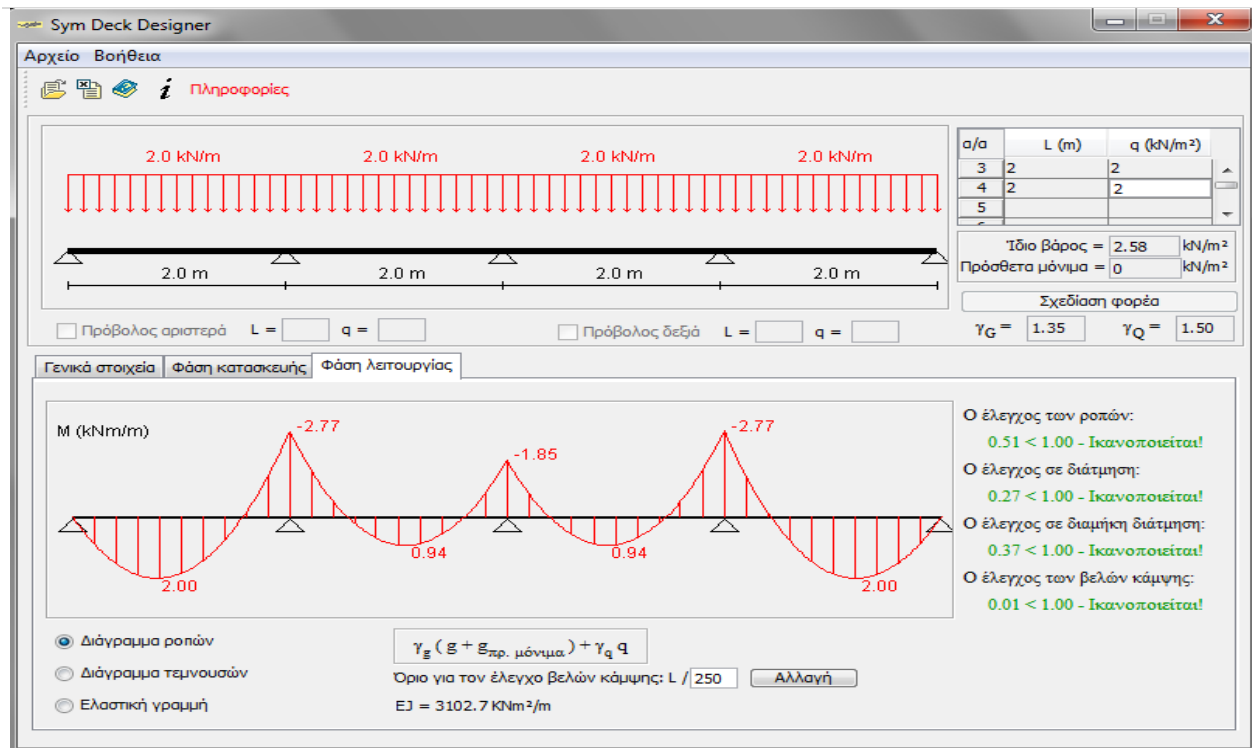 Sym Deck Designer
Αρχείο Βοήθεια
i Πληροφορίες
2.0 kN/m 2.0 kN/m 2.0 kN/m 2.0 kN/m
2.0 m 2.0 m 2.0 m 2.0 m
Πρόβολος αριστερά L = q = Πρόβολος δεξιά L = q =
α/α L (m) q (kN/m²)
3 2 2
4 2 2
5
Ίδιο βάρος = 2.58 kN/m²
Πρόσθετα μόνιμα = 0 kN/m²
Σχεδίαση φορέα
γG = 1.35 γQ = 1.50
Γενικά στοιχεία Φάση κατασκευής Φάση λειτουργίας
M (kNm/m)
-2.77 -1.85 -2.77
2.00 0.94 0.94 2.00
Ο έλεγχος των ροπών:
0.51 < 1.00 - Ικανοποιείται!
Ο έλεγχος σε διάτμηση:
0.27 < 1.00 - Ικανοποιείται!
Ο έλεγχος σε διαμήκη διάτμηση:
0.37 < 1.00 - Ικανοποιείται!
Ο έλεγχος των βελών κάμψης:
0.01 < 1.00 - Ικανοποιείται!
Διάγραμμα ροπών
Διάγραμμα τεμνουσών
Ελαστική γραμμή
γg ( g + gπρ. μόνιμα ) + γq q
Όριο για τον έλεγχο βελών κάμψης: L / 250 Αλλαγή
EJ = 3102.7 KNm²/m